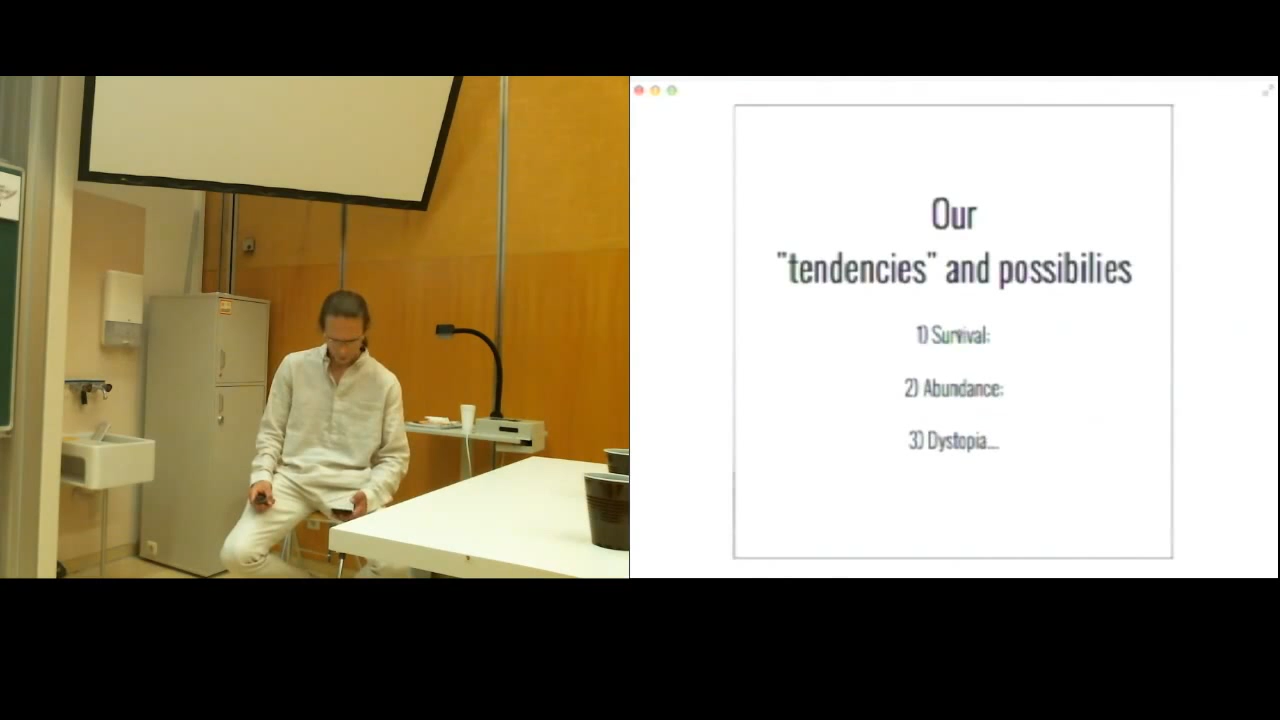 Our
"tendencies" and possibilies
1) Survival:
2) Abundance:
3) Dystopia...